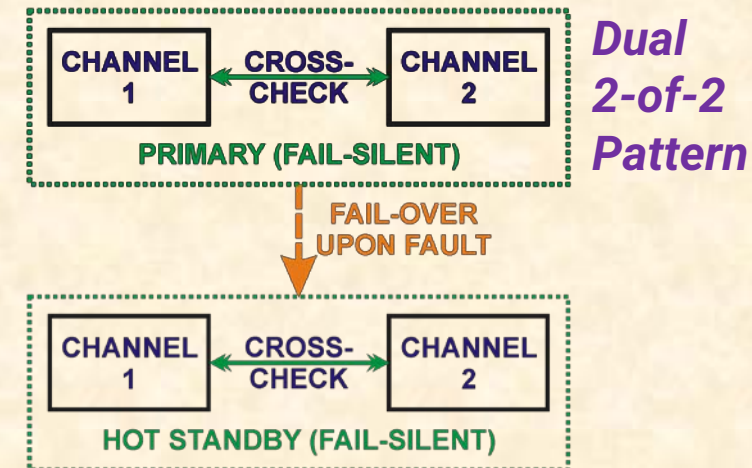 CHANNEL
1
CROSS-
CHECK
CHANNEL
2
PRIMARY (FAIL-SILENT)
Dual
2-of-2
Pattern
FAIL-OVER
UPON FAULT
CHANNEL
1
CROSS-
CHECK
CHANNEL
2
HOT STANDBY (FAIL-SILENT)